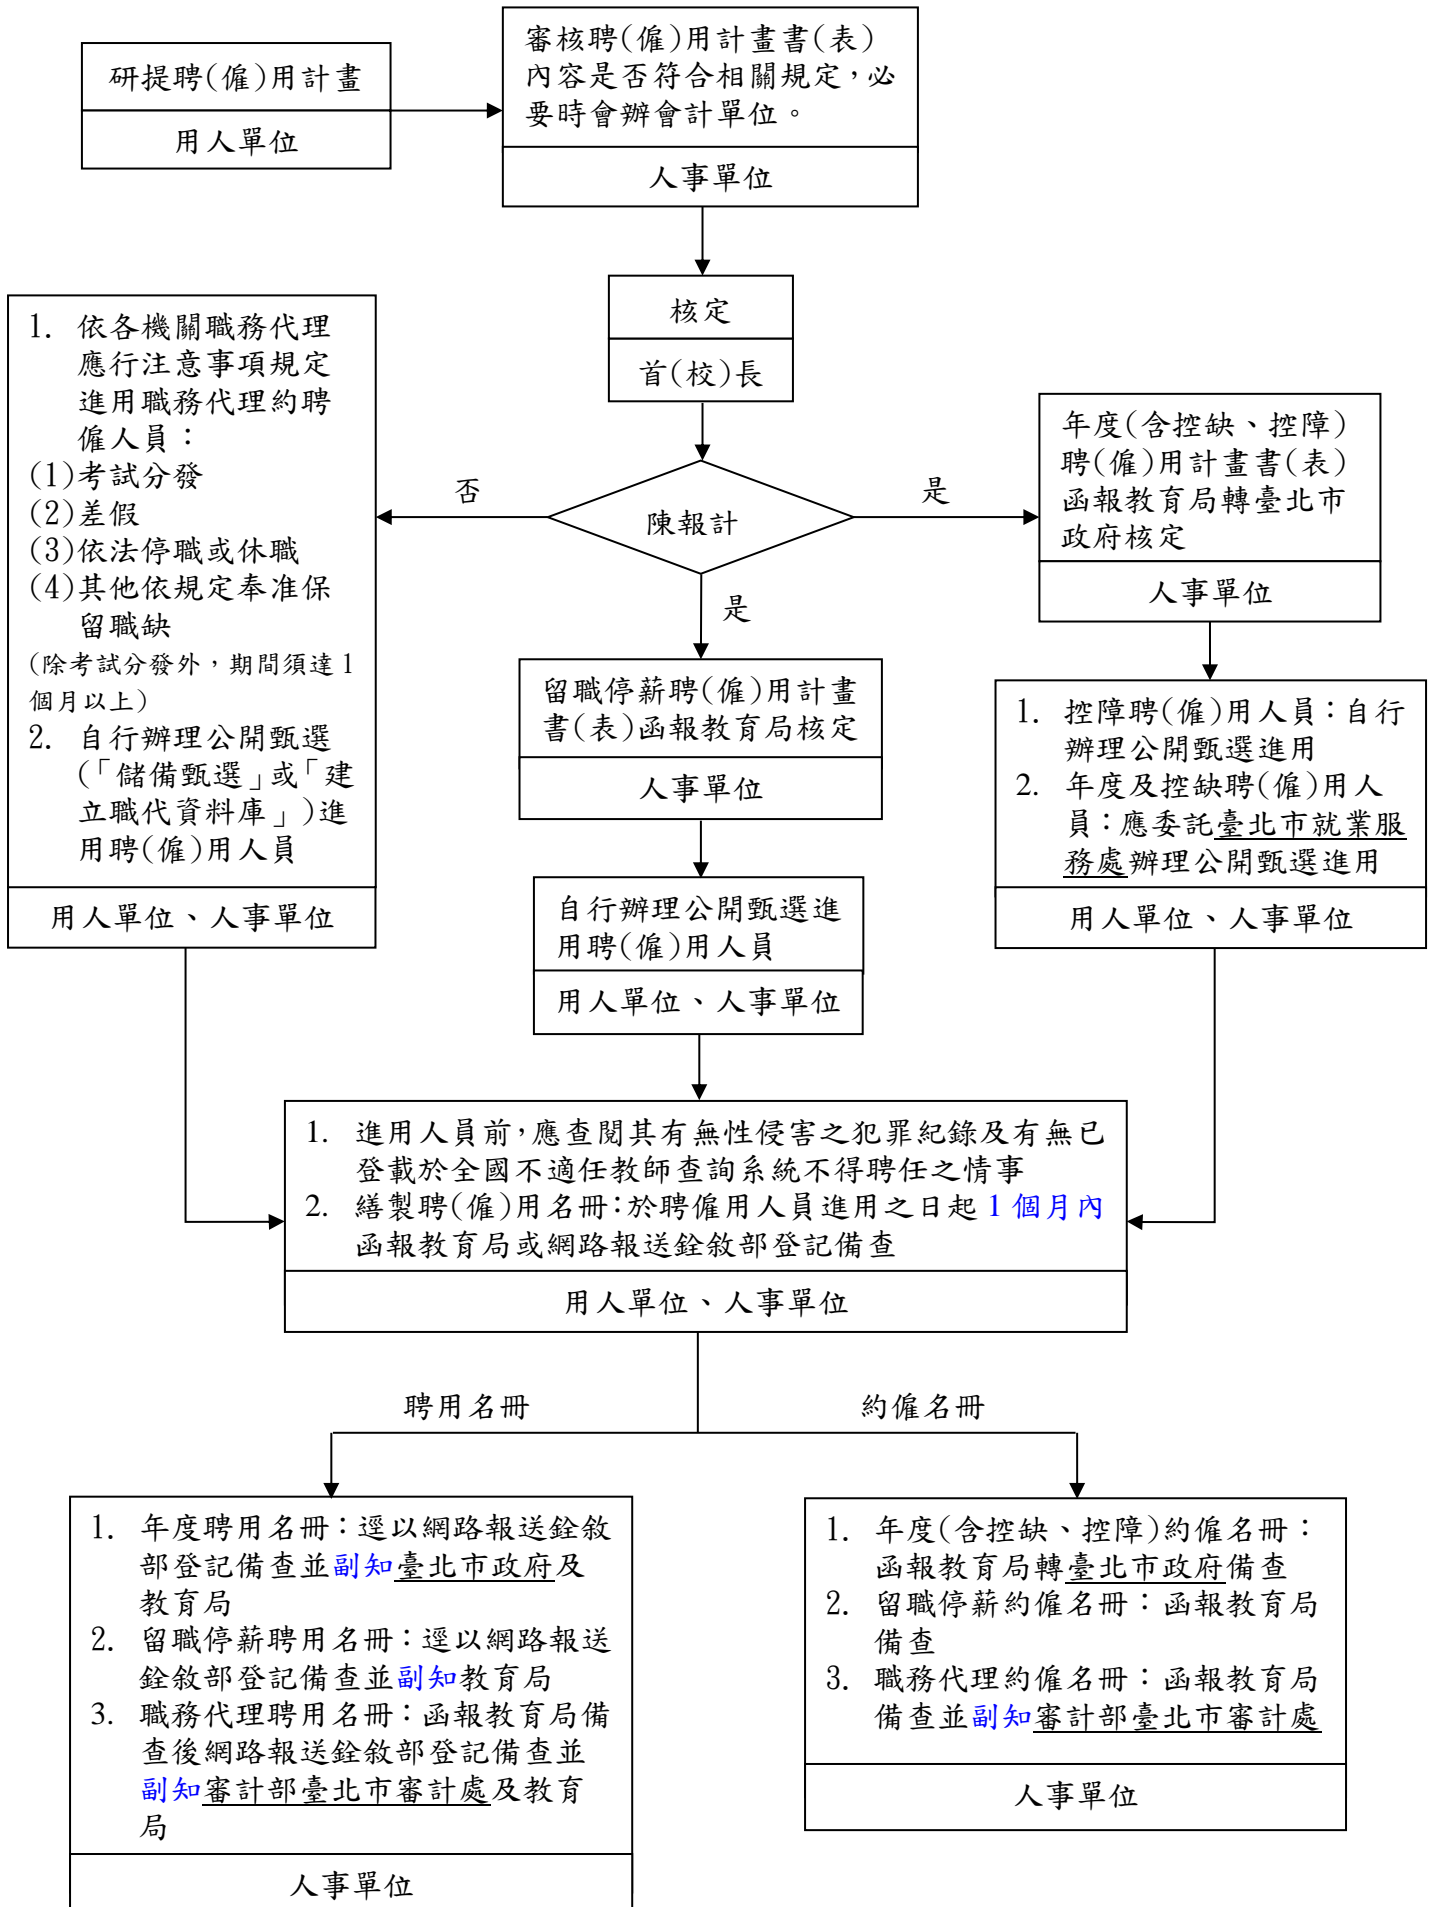 研提聘(僱)用計畫
用人單位
審核聘(僱)用計畫書(表)
內容是否符合相關規定，必
要時會辦會計單位。
人事單位
核定
首(校)長
陳報計
否
是
是
1. 依各機關職務代理
應行注意事項規定
進用職務代理約聘
僱人員：
(1)考試分發
(2)差假
(3)依法停職或休職
(4)其他依規定奉准保
留職缺
(除考試分發外，期間須達1
個月以上)
2. 自行辦理公開甄選
(「儲備甄選」或「建
立職代資料庫」)進
用聘(僱)用人員
用人單位、人事單位
留職停薪聘(僱)用計畫
書(表)函報教育局核定
人事單位
自行辦理公開甄選進
用聘(僱)用人員
用人單位、人事單位
年度(含控缺、控障)
聘(僱)用計畫書(表)
函報教育局轉臺北市
政府核定
人事單位
1. 控障聘(僱)用人員：自行
辦理公開甄選進用
2. 年度及控缺聘(僱)用人
員：應委託臺北市就業服
務處辦理公開甄選進用
用人單位、人事單位
1. 進用人員前，應查閱其有無性侵害之犯罪紀錄及有無已
登載於全國不適任教師查詢系統不得聘任之情事
2. 繕製聘(僱)用名冊：於聘僱用人員進用之日起 1 個月內
函報教育局或網路報送銓敘部登記備查
用人單位、人事單位
聘用名冊
約僱名冊
1. 年度聘用名冊：逕以網路報送銓敘
部登記備查並副知臺北市政府及
教育局
2. 留職停薪聘用名冊：逕以網路報送
銓敘部登記備查並副知教育局
3. 職務代理聘用名冊：函報教育局備
查後網路報送銓敘部登記備查並
副知審計部臺北市審計處及教育
局
人事單位
1. 年度(含控缺、控障)約僱名冊：
函報教育局轉臺北市政府備查
2. 留職停薪約僱名冊：函報教育局
備查
3. 職務代理約僱名冊：函報教育局
備查並副知審計部臺北市審計處
人事單位